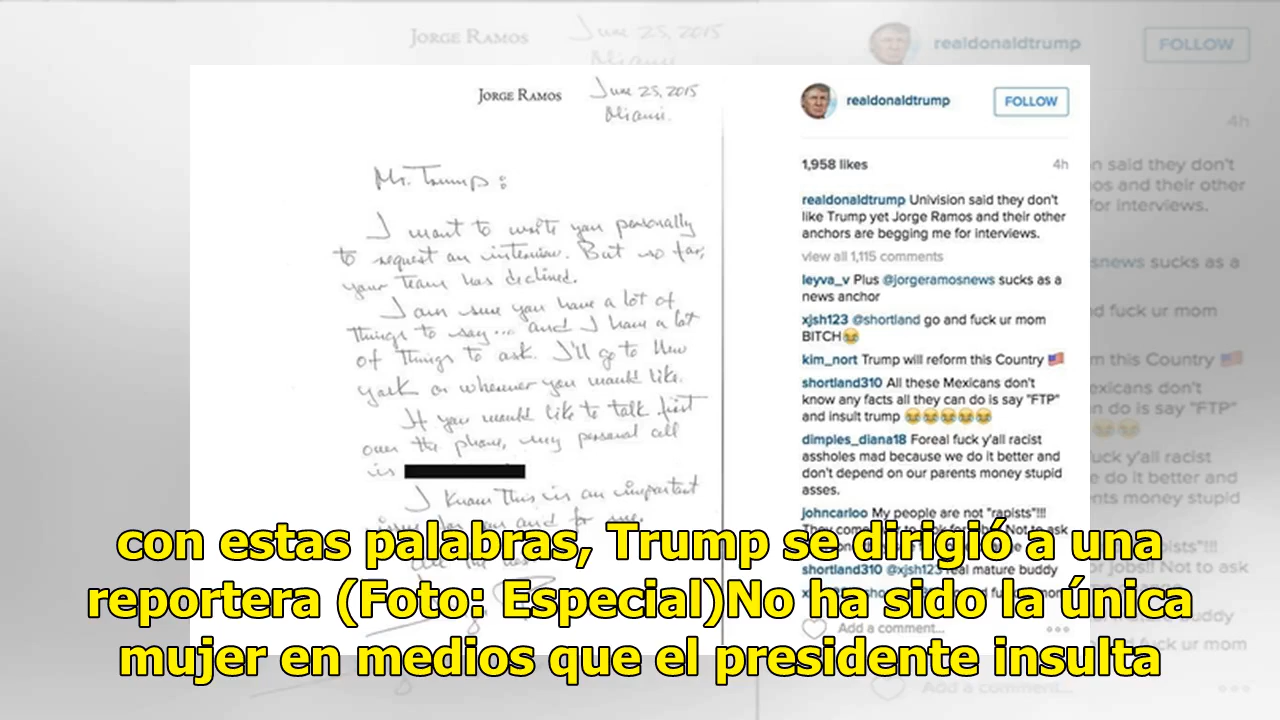 JORGE RAMOS
June 25, 2015
Miami.
Mr. Trump:
I want to write you personally
to request an interview. But so far,
your team has declined.
I am sure you have a lot of
things to say... and I have a lot
of things to ask. I'll go to New
York or wherever you would like.
If you would like to talk first
over the phone, my personal cell
is
I know this is an important
and for me.
realdonaldtrump
FOLLOW
1,958 likes
4h
realdonaldtrump Univision said they don't
like Trump yet Jorge Ramos and their other
anchors are begging me for interviews.
view all 1,115 comments
leyva_v Plus @jorgeramosnews sucks as a
news anchor
xjsh123 @shortland go and fuck ur mom
BITCH😂
kim_nort Trump will reform this Country 🇺🇸
shortland310 All these Mexicans don't
know any facts all they can do is say "FTP"
and insult trump 😂😂😂😂😂
dimples_diana18 Foreal fuck y'all racist
assholes mad because we do it better and
don't depend on our parents money stupid
asses.
johncarloo My people are not "rapists"!!!
shortland310 @xjsh123 real mature buddy
Add a comment...
con estas palabras, Trump se dirigió a una
reportera (Foto: Especial)No ha sido la única
mujer en medios que el presidente insulta